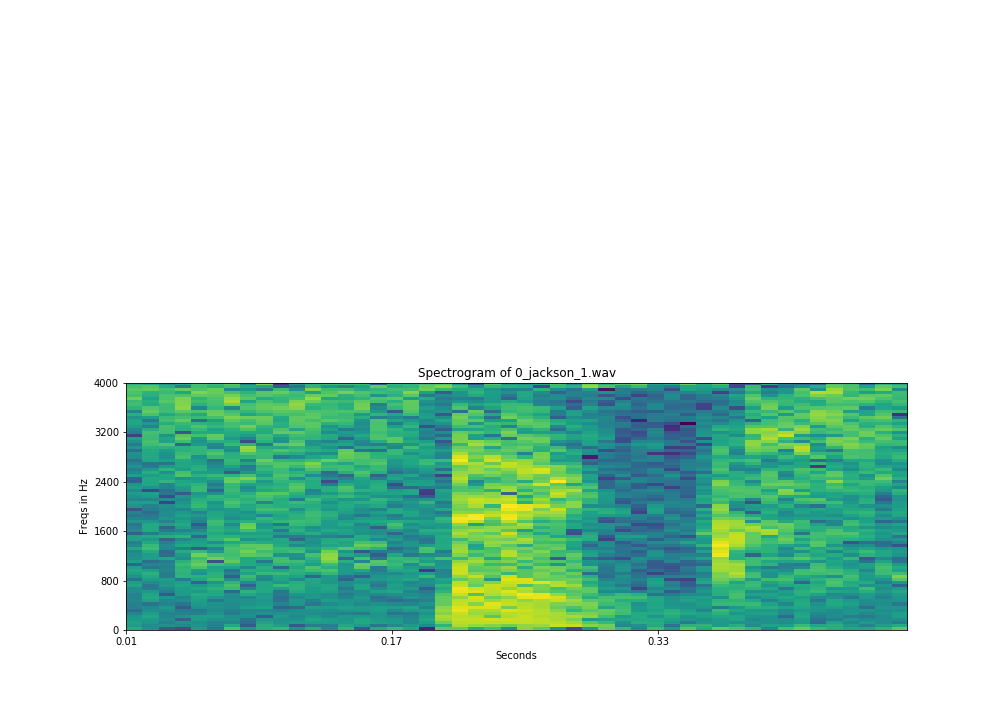 Spectrogram of 0_jackson_1.wav
4000
3200
2400
1600
800
0
Freqs in Hz
0.01 0.17 0.33
Seconds